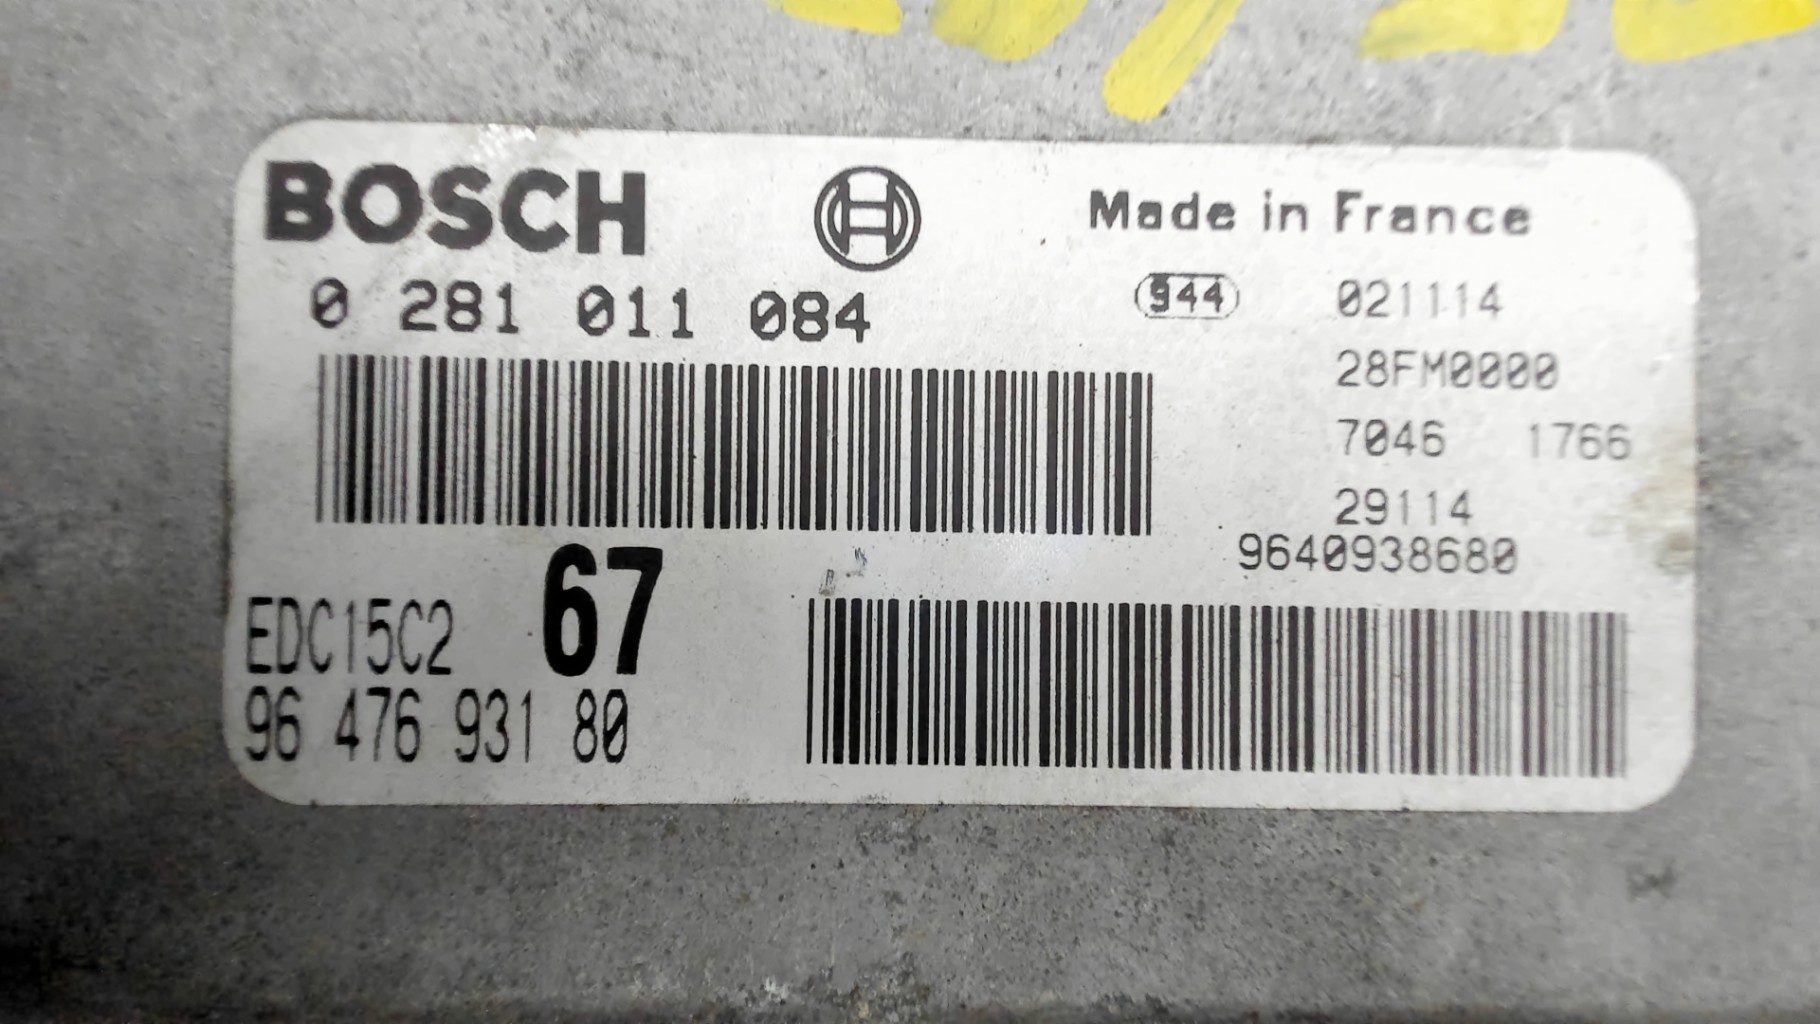 BOSCH
Made in France
0 281 011 084
944 021114
28FM0000
7046 1766
29114
9640938680
EDC15C2 67
96 476 931 80